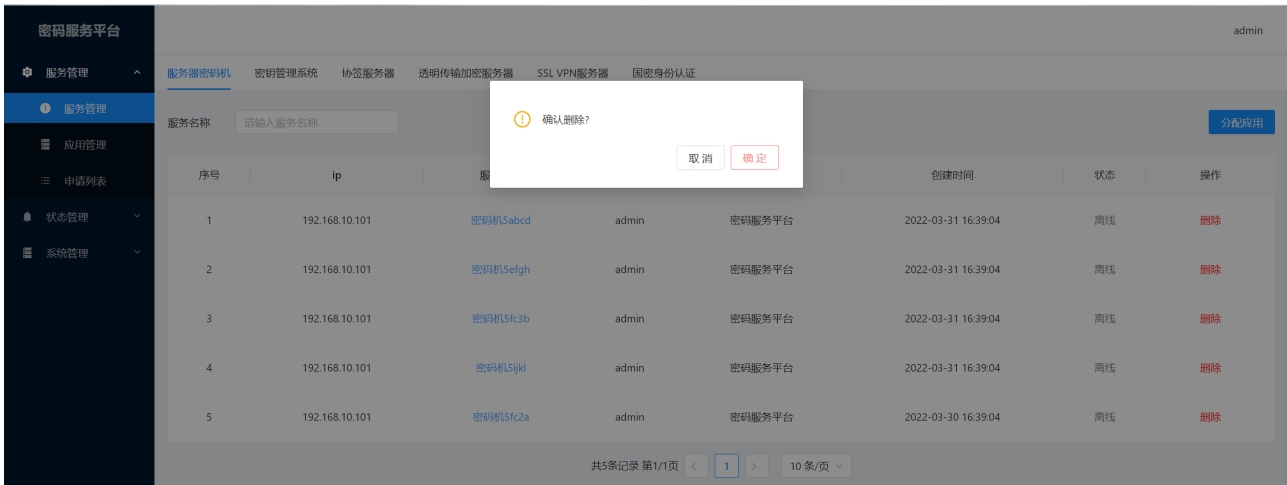 密码服务平台
admin
服务管理
服务器密码机 密钥管理系统 协签服务器 透明传输加密服务器 SSL VPN服务器 国密身份认证
服务管理
应用管理
申请列表
状态管理
系统管理
服务名称 请输入服务名称 分配应用
确认删除?
取消 确定
序号 ip 服 创建时间 状态 操作
1 192.168.10.101 密码机5abcd admin 密码服务平台 2022-03-31 16:39:04 离线 删除
2 192.168.10.101 密码机5efgh admin 密码服务平台 2022-03-31 16:39:04 离线 删除
3 192.168.10.101 密码机5fc3b admin 密码服务平台 2022-03-31 16:39:04 离线 删除
4 192.168.10.101 密码机5ijkl admin 密码服务平台 2022-03-31 16:39:04 离线 删除
5 192.168.10.101 密码机5fc2a admin 密码服务平台 2022-03-30 16:39:04 离线 删除
共5条记录 第1/1页 < 1 > 10 条/页